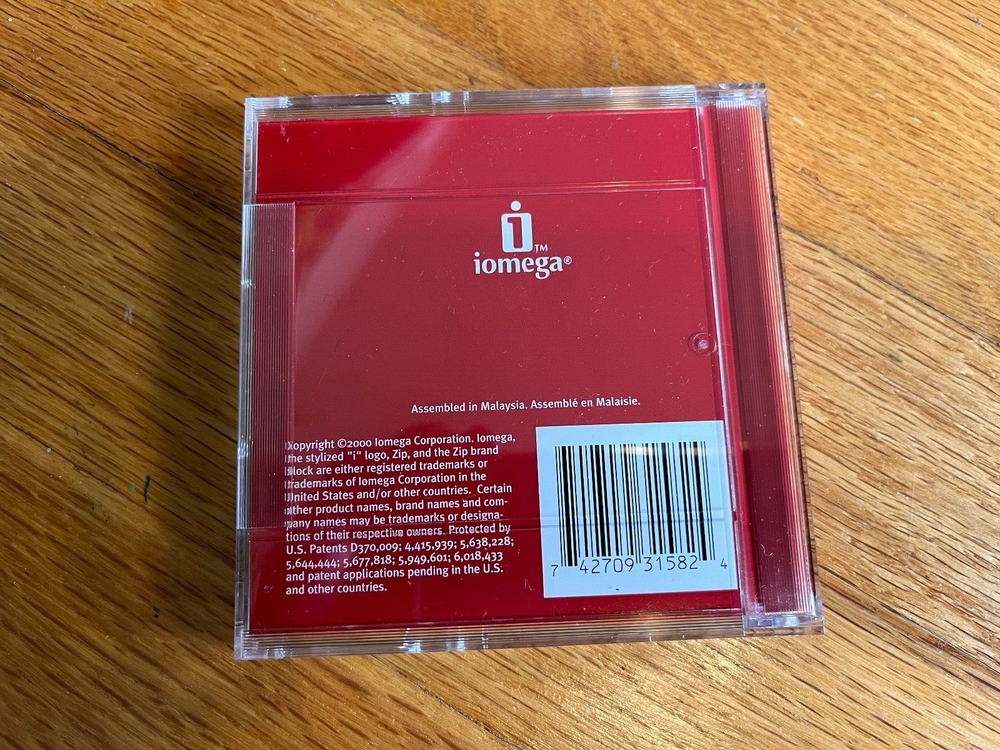 i™
iomega®
Assembled in Malaysia. Assemblé en Malaisie.
Copyright ©2000 Iomega Corporation. Iomega,
the stylized "i" logo, Zip, and the Zip brand
block are either registered trademarks or
trademarks of Iomega Corporation in the
United States and/or other countries. Certain
other product names, brand names and com-
pany names may be trademarks or designa-
tions of their respective owners. Protected by
U.S. Patents D370,009; 4,415,939; 5,638,228;
5,644,444; 5,677,818; 5,949,601; 6,018,433
and patent applications pending in the U.S.
and other countries.
7 42709 31582 4